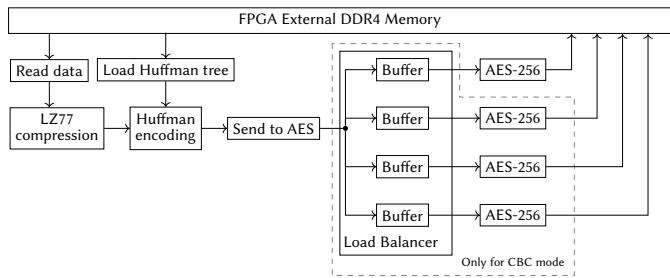 FPGA External DDR4 Memory
Read data
Load Huffman tree
LZ77
compression
Huffman
encoding
Send to AES
Buffer
AES-256
Buffer
AES-256
Buffer
AES-256
Buffer
AES-256
Load Balancer
Only for CBC mode